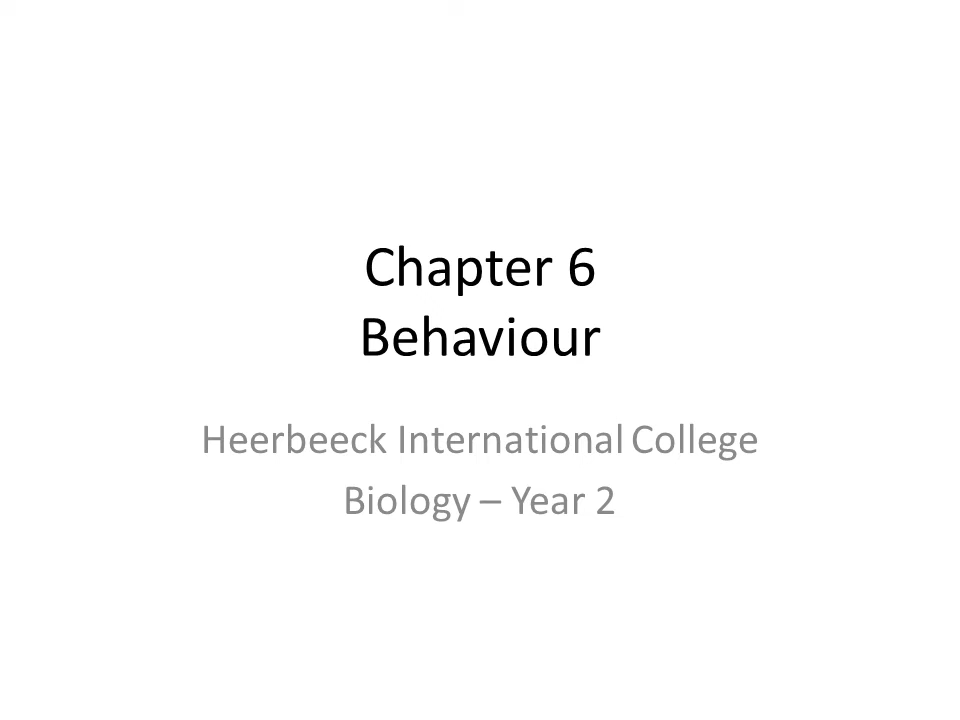 Chapter 6
Behaviour
Heerbeeck International College
Biology – Year 2